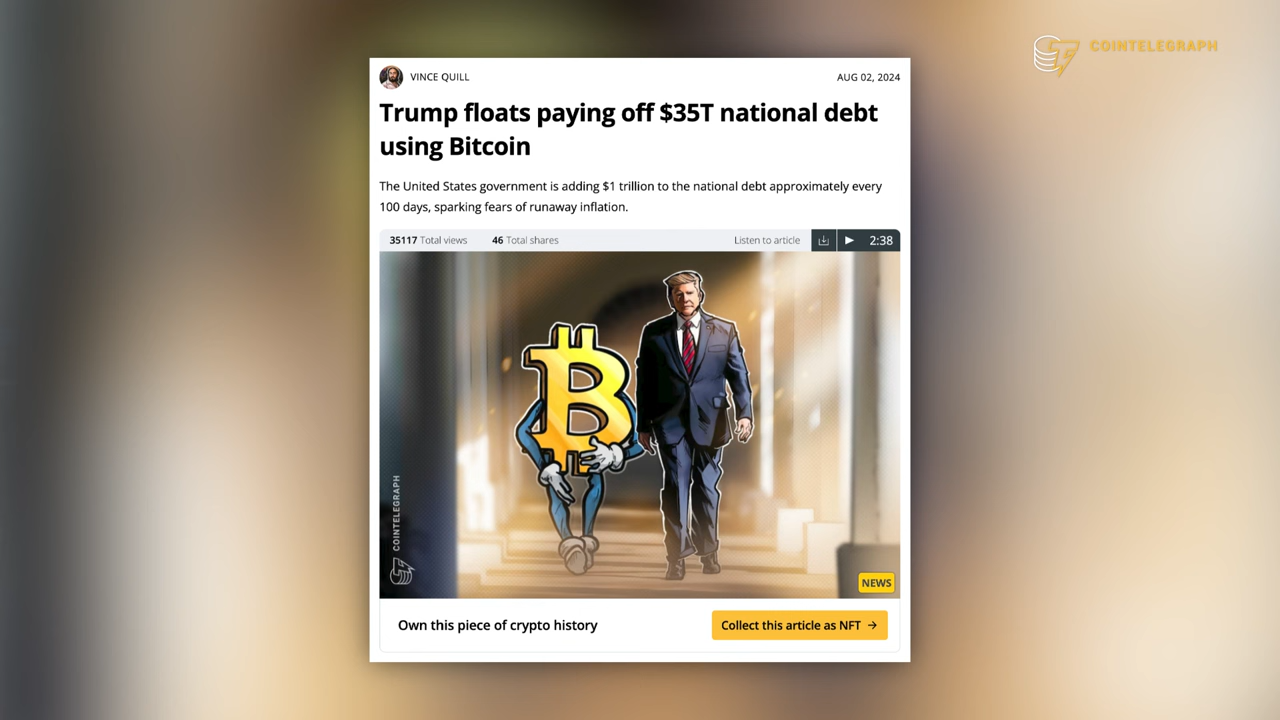 COINTELEGRAPH
VINCE QUILL
AUG 02, 2024
Trump floats paying off $35T national debt
using Bitcoin
The United States government is adding $1 trillion to the national debt approximately every
100 days, sparking fears of runaway inflation.
35117 Total views
46 Total shares
Listen to article
2:38
COINTELEGRAPH
NEWS
Own this piece of crypto history
Collect this article as NFT →